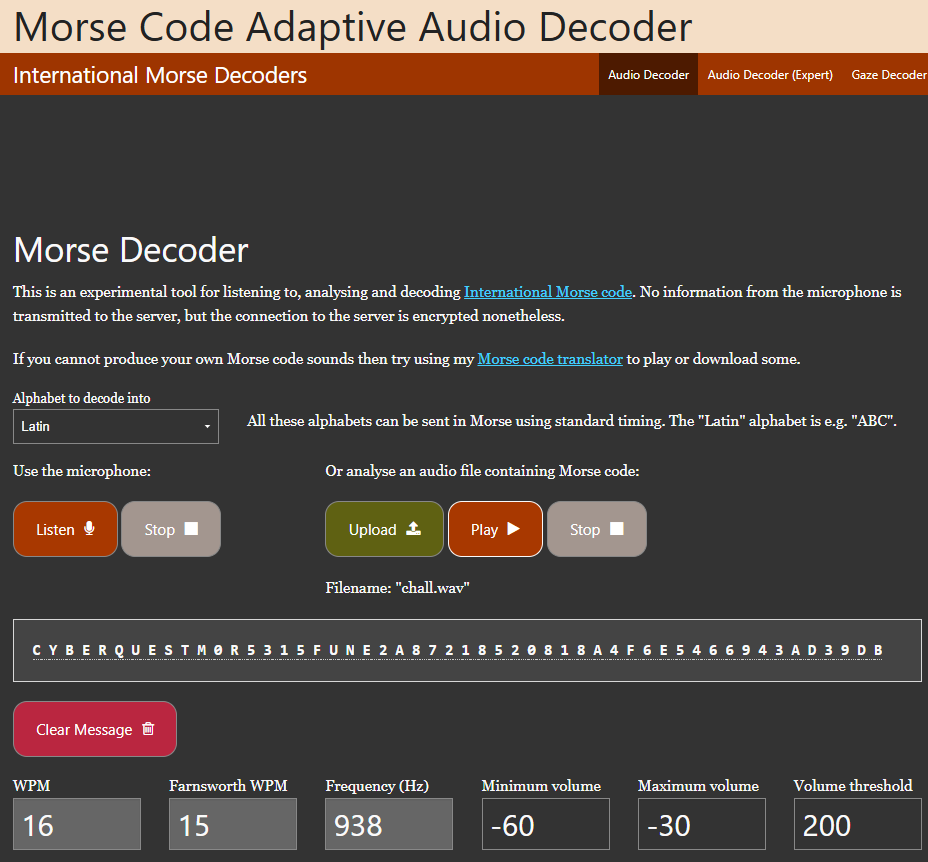 Morse Code Adaptive Audio Decoder
International Morse Decoders
Audio Decoder
Audio Decoder (Expert)
Gaze Decoder
Morse Decoder
This is an experimental tool for listening to, analysing and decoding International Morse code. No information from the microphone is
transmitted to the server, but the connection to the server is encrypted nonetheless.
If you cannot produce your own Morse code sounds then try using my Morse code translator to play or download some.
Alphabet to decode into
Latin
All these alphabets can be sent in Morse using standard timing. The "Latin" alphabet is e.g. "ABC".
Use the microphone:
Or analyse an audio file containing Morse code:
Listen
Stop
Upload
Play
Stop
Filename: "chall.wav"
C Y B E R Q U E S T M 0 R 5 3 1 5 F U N E 2 A 8 7 2 1 8 5 2 0 8 1 8 A 4 F 6 E 5 4 6 6 9 4 3 A D 3 9 D B
Clear Message
WPM
Farnsworth WPM
Frequency (Hz)
Minimum volume
Maximum volume
Volume threshold
16
15
938
-60
-30
200